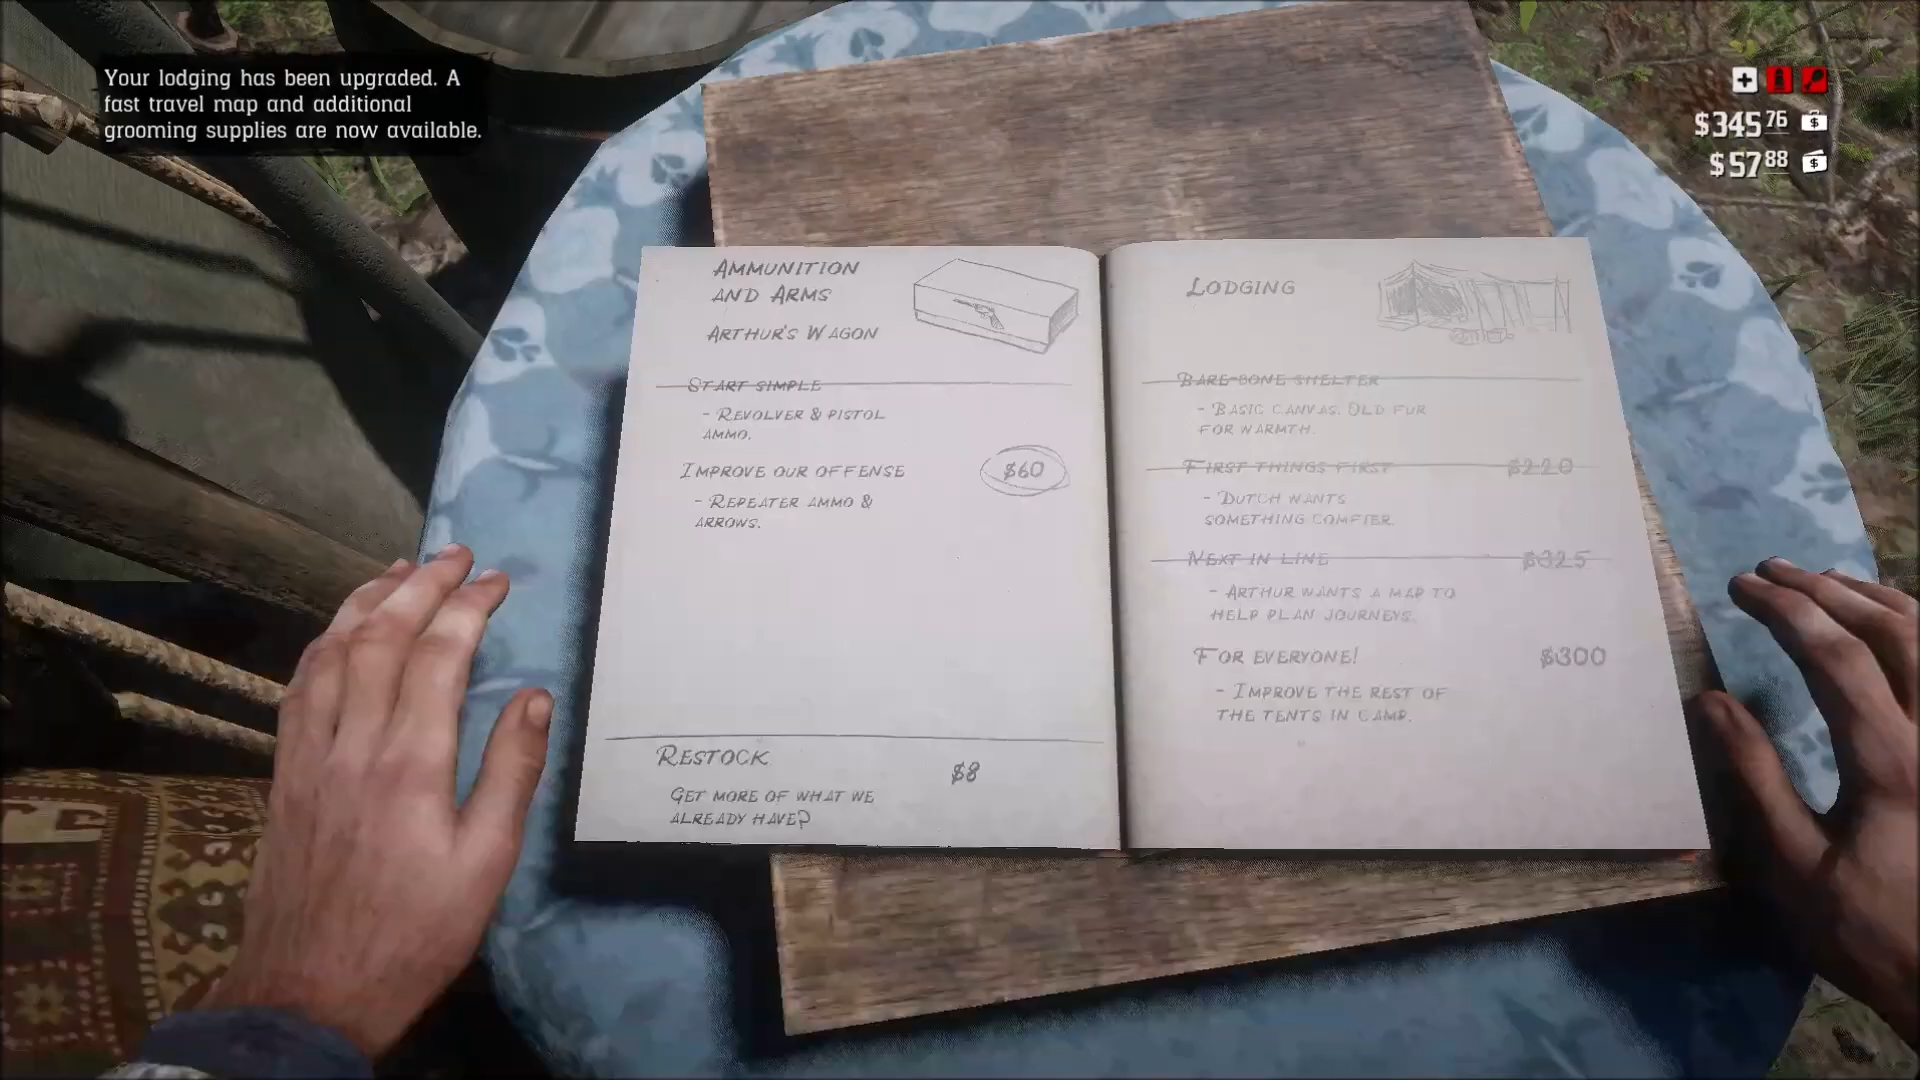 Your lodging has been upgraded. A
fast travel map and additional
grooming supplies are now available.
$345 76
$57 88
AMMUNITION
AND ARMS
ARTHUR'S WAGON
START SIMPLE
- REVOLVER & PISTOL
AMMO.
IMPROVE OUR OFFENSE $60
- REPEATER AMMO &
ARROWS.
RESTOCK $8
GET MORE OF WHAT WE
ALREADY HAVE?
LODGING
BARE-BONE SHELTER
- BASIC CANVAS. OLD FUR
FOR WARMTH.
FIRST THINGS FIRST $220
- DUTCH WANTS
SOMETHING COMFIER.
NEXT IN LINE $325
- ARTHUR WANTS A MAP TO
HELP PLAN JOURNEYS.
FOR EVERYONE! $300
- IMPROVE THE REST OF
THE TENTS IN CAMP.